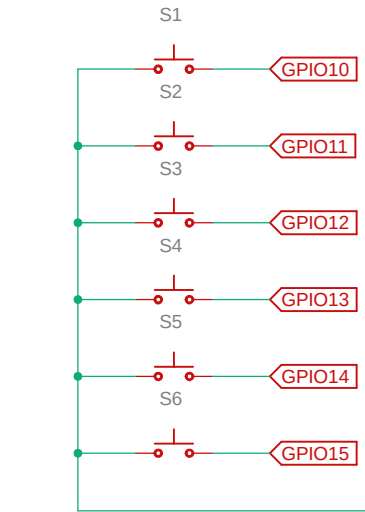 S1
GPIO10
S2
GPIO11
S3
GPIO12
S4
GPIO13
S5
GPIO14
S6
GPIO15